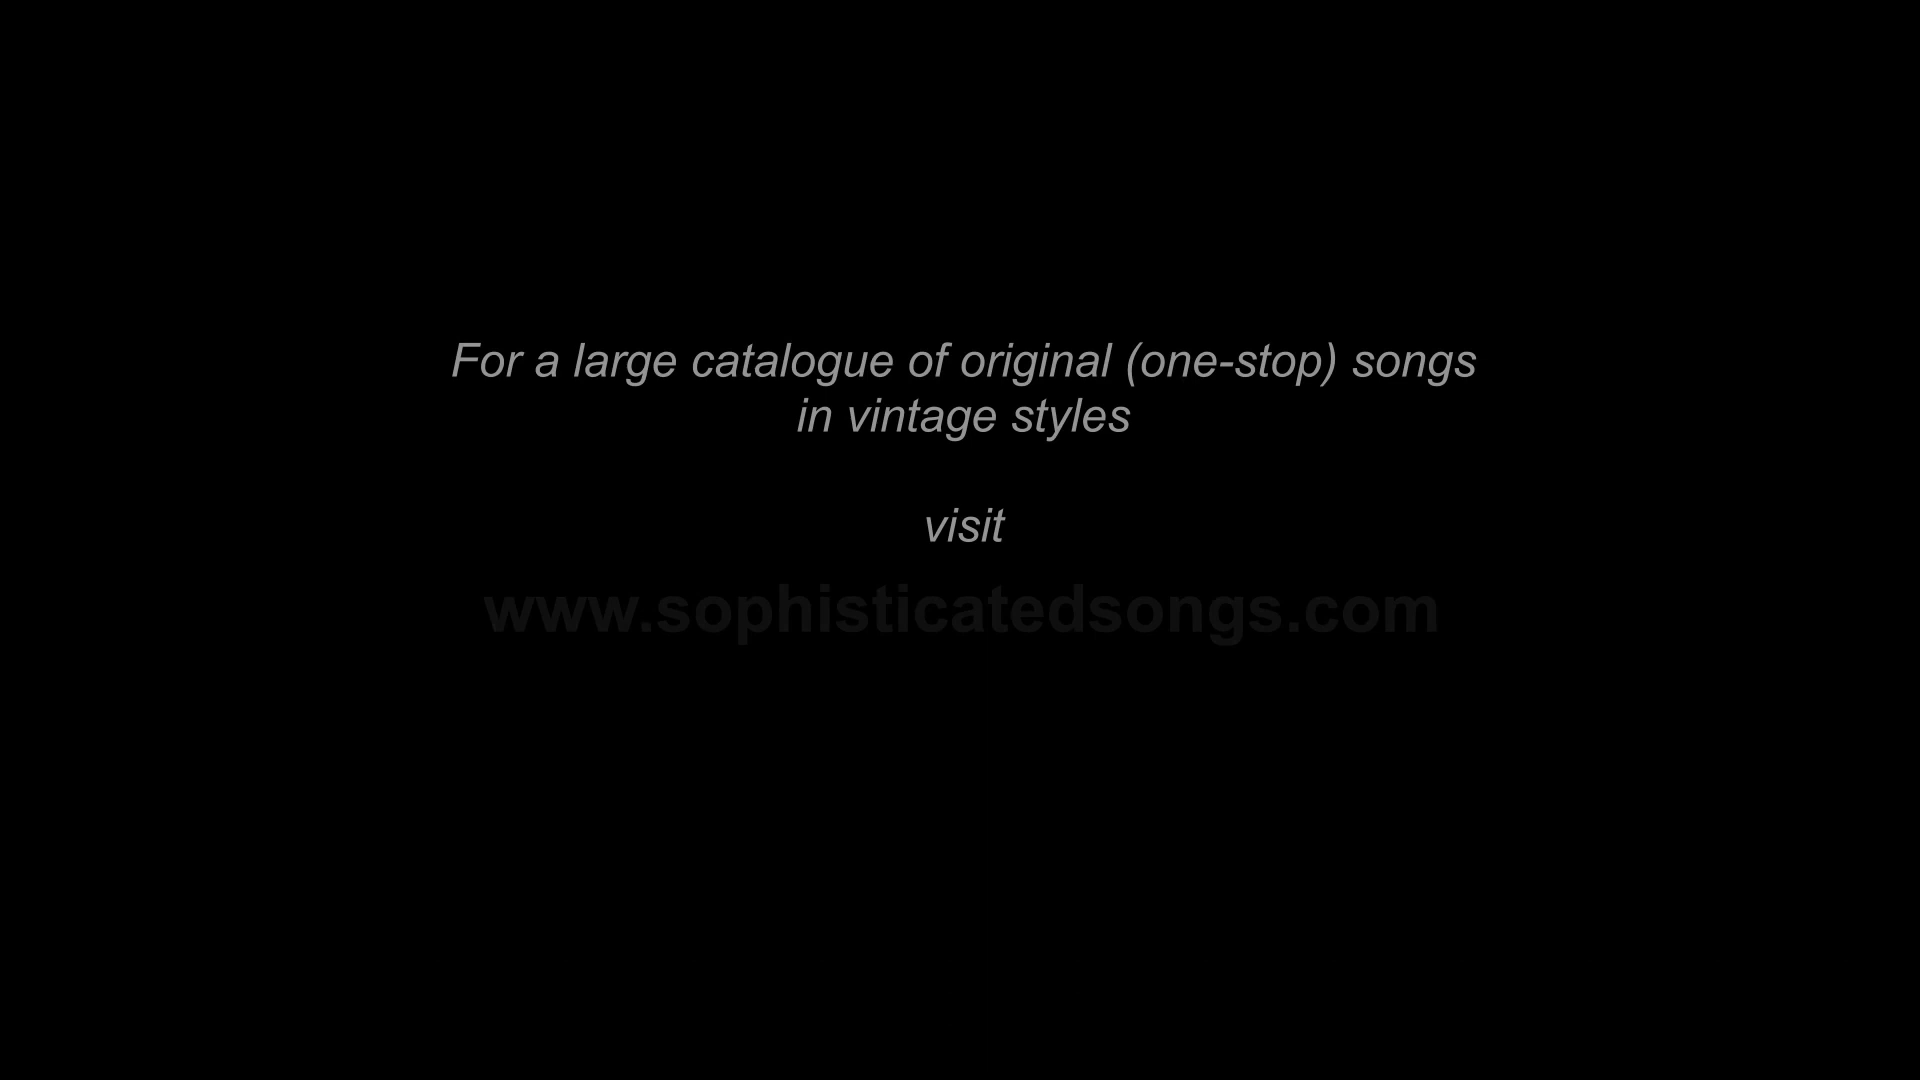 For a large catalogue of original (one-stop) songs
in vintage styles
visit
www.sophisticatedsongs.com